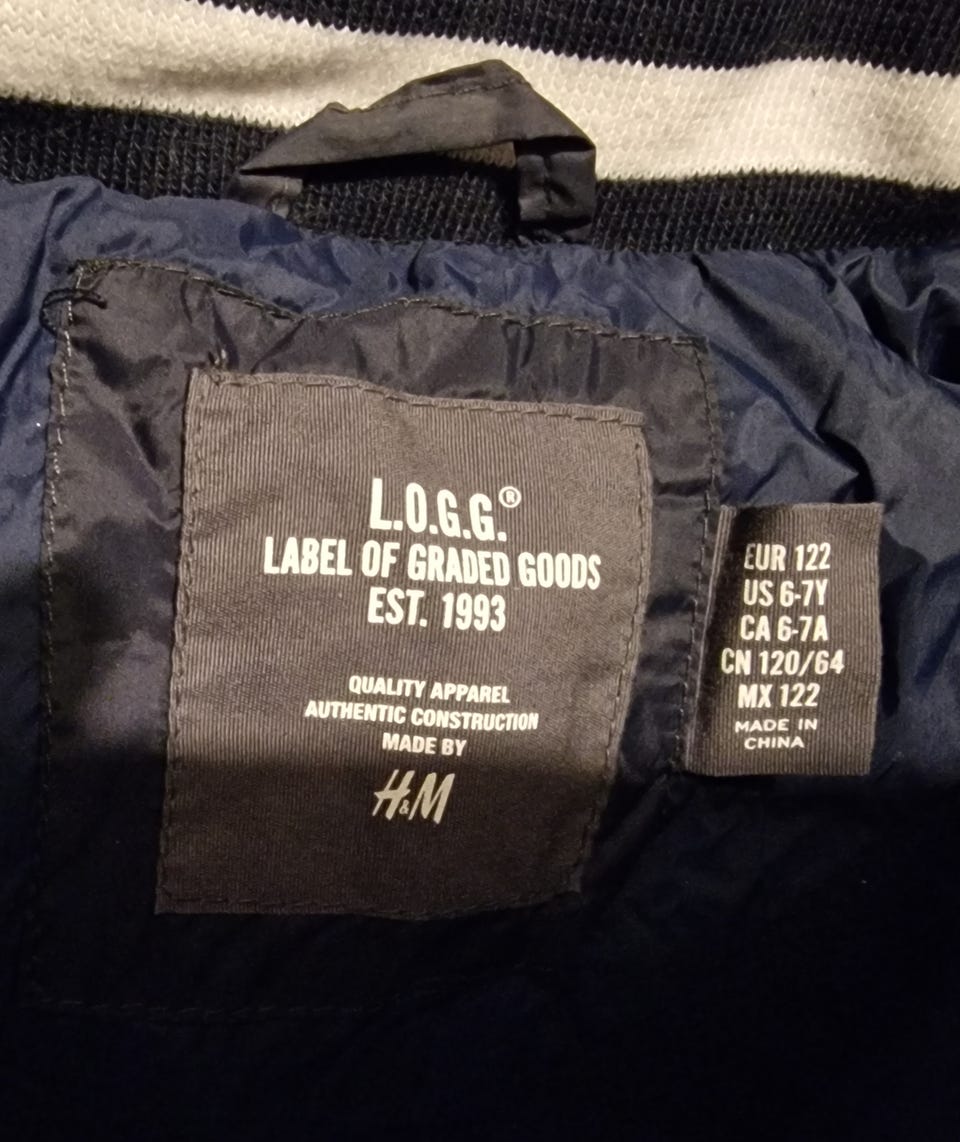 L.O.G.G.®
LABEL OF GRADED GOODS
EST. 1993
QUALITY APPAREL
AUTHENTIC CONSTRUCTION
MADE BY
H&M
EUR 122
US 6-7Y
CA 6-7A
CN 120/64
MX 122
MADE IN
CHINA